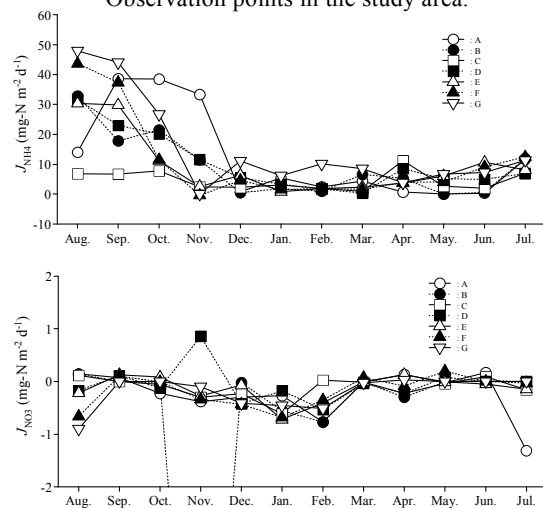 Observation points in the study area.
60
50
40
30
20
10
0
-10
J_NH4 (mg-N m⁻² d⁻¹)
: A
: B
: C
: D
: E
: F
: G
Aug. Sep. Oct. Nov. Dec. Jan. Feb. Mar. Apr. May. Jun. Jul.
2
1
0
-1
-2
J_NO3 (mg-N m⁻² d⁻¹)
: A
: B
: C
: D
: E
: F
: G
Aug. Sep. Oct. Nov. Dec. Jan. Feb. Mar. Apr. May. Jun. Jul.